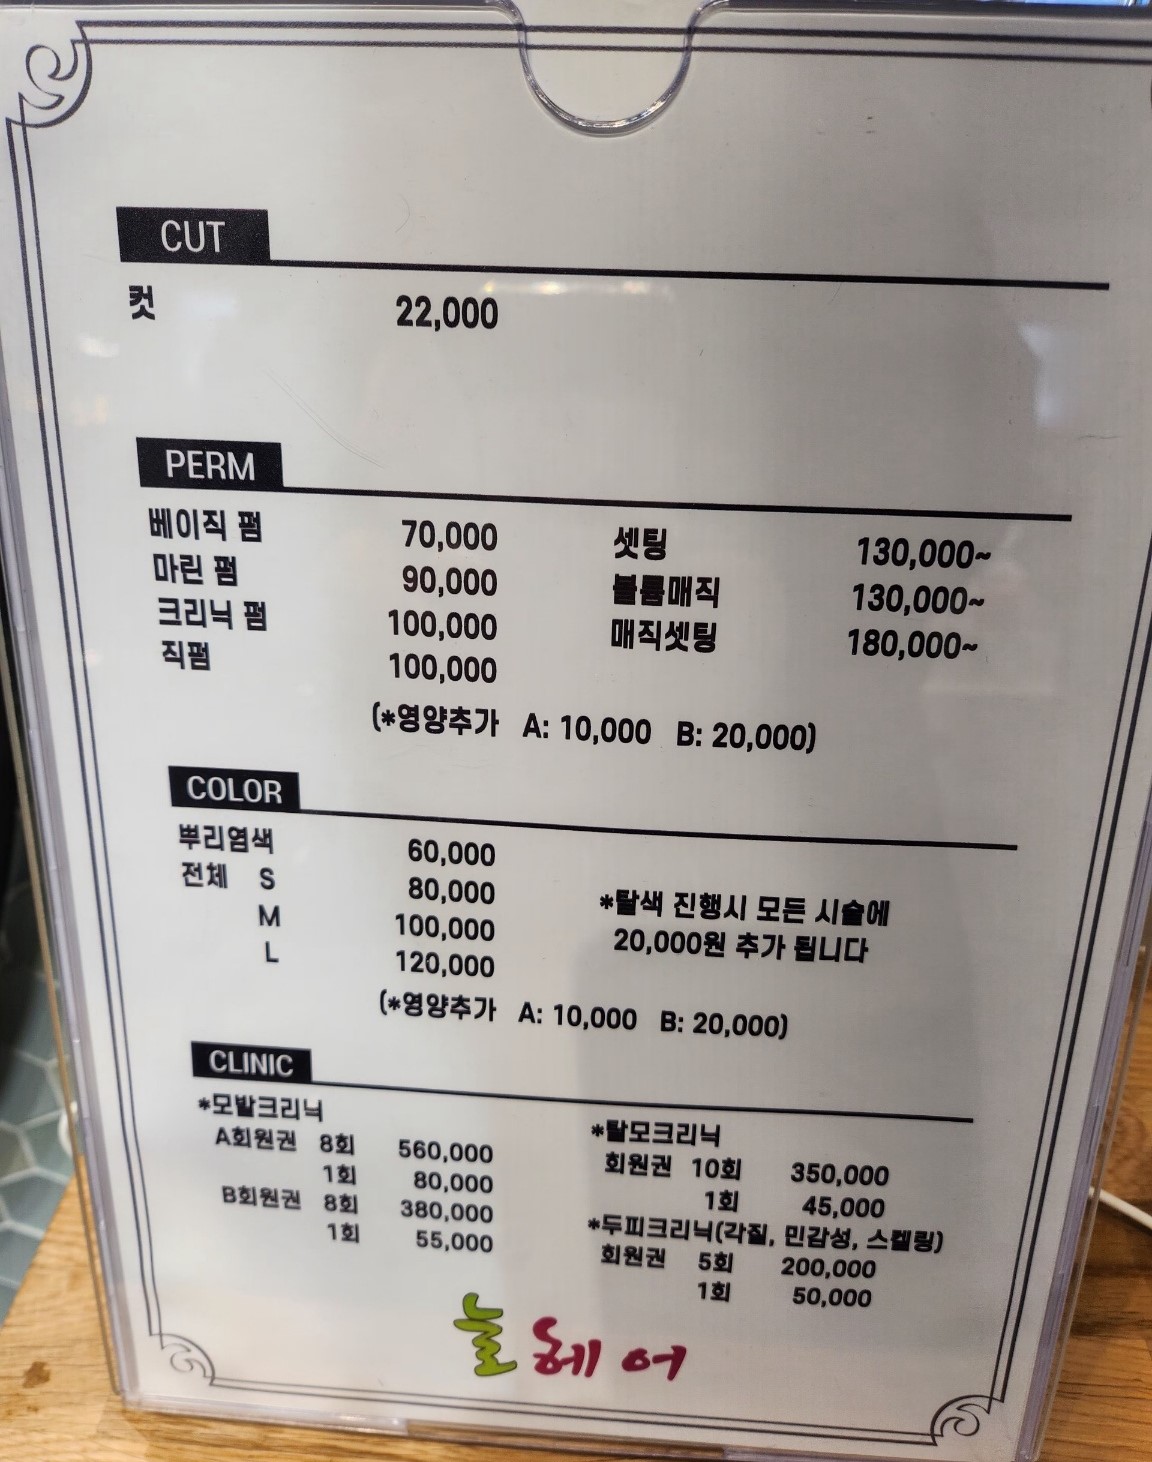 CUT
컷 22,000
PERM
베이직 펌 70,000 셋팅 130,000~
마린 펌 90,000 볼륨매직 130,000~
크리닉 펌 100,000 매직셋팅 180,000~
직펌 100,000
(*영양추가 A: 10,000 B: 20,000)
COLOR
뿌리염색 60,000
전체 S 80,000
M 100,000
L 120,000
*탈색 진행시 모든 시술에
20,000원 추가 됩니다
(*영양추가 A: 10,000 B: 20,000)
CLINIC
*모발크리닉
A회원권 8회 560,000
1회 80,000
B회원권 8회 380,000
1회 55,000
*탈모크리닉
회원권 10회 350,000
1회 45,000
*두피크리닉(각질, 민감성, 스켈링)
회원권 5회 200,000
1회 50,000
늘 헤어